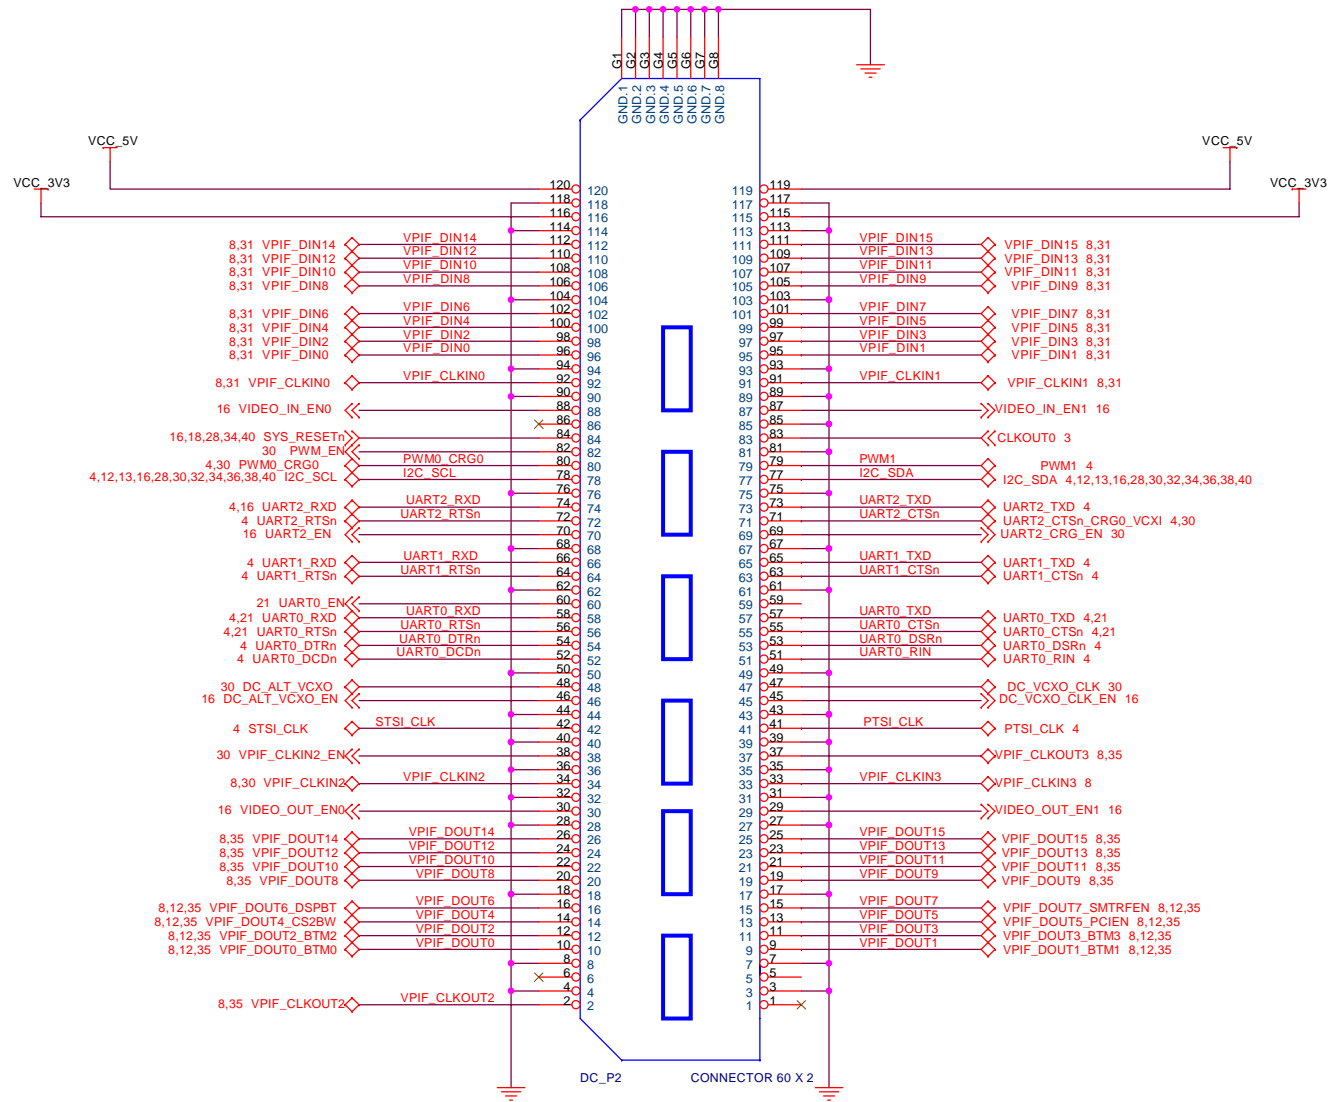 G1 G2 G3 G4 G5 G6 G7 G8
GND.1 GND.2 GND.3 GND.4 GND.5 GND.6 GND.7 GND.8
VCC_5V VCC_5V
VCC_3V3 VCC_3V3
120 120 119 119
118 118 117 117
116 116 115 115
114 114 113 113
8,31 VPIF_DIN14 VPIF_DIN14 112 112 111 111 VPIF_DIN15 VPIF_DIN15 8,31
8,31 VPIF_DIN12 VPIF_DIN12 110 110 109 109 VPIF_DIN13 VPIF_DIN13 8,31
8,31 VPIF_DIN10 VPIF_DIN10 108 108 107 107 VPIF_DIN11 VPIF_DIN11 8,31
8,31 VPIF_DIN8 VPIF_DIN8 106 106 105 105 VPIF_DIN9 VPIF_DIN9 8,31
104 104 103 103
8,31 VPIF_DIN6 VPIF_DIN6 102 102 101 101 VPIF_DIN7 VPIF_DIN7 8,31
8,31 VPIF_DIN4 VPIF_DIN4 100 100 99 99 VPIF_DIN5 VPIF_DIN5 8,31
8,31 VPIF_DIN2 VPIF_DIN2 98 98 97 97 VPIF_DIN3 VPIF_DIN3 8,31
8,31 VPIF_DIN0 VPIF_DIN0 96 96 95 95 VPIF_DIN1 VPIF_DIN1 8,31
94 94 93 93
8,31 VPIF_CLKIN0 VPIF_CLKIN0 92 92 91 91 VPIF_CLKIN1 VPIF_CLKIN1 8,31
90 90 89 89
16 VIDEO_IN_EN0 88 88 87 87 VIDEO_IN_EN1 16
86 86 85 85
16,18,28,34,40 SYS_RESETn 84 84 83 83 CLKOUT0 3
30 PWM_EN 82 82 81 81
4,30 PWM0_CRG0 PWM0_CRG0 80 80 79 79 PWM1 PWM1 4
4,12,13,16,28,30,32,34,36,38,40 I2C_SCL I2C_SCL 78 78 77 77 I2C_SDA I2C_SDA 4,12,13,16,28,30,32,34,36,38,40
76 76 75 75
4,16 UART2_RXD UART2_RXD 74 74 73 73 UART2_TXD UART2_TXD 4
4 UART2_RTSn UART2_RTSn 72 72 71 71 UART2_CTSn UART2_CTSn_CRG0_VCXI 4,30
16 UART2_EN 70 70 69 69 UART2_CRG_EN 30
68 68 67 67
4 UART1_RXD UART1_RXD 66 66 65 65 UART1_TXD UART1_TXD 4
4 UART1_RTSn UART1_RTSn 64 64 63 63 UART1_CTSn UART1_CTSn 4
62 62 61 61
21 UART0_EN 60 60 59 59
4,21 UART0_RXD UART0_RXD 58 58 57 57 UART0_TXD UART0_TXD 4,21
4,21 UART0_RTSn UART0_RTSn 56 56 55 55 UART0_CTSn UART0_CTSn 4,21
4 UART0_DTRn UART0_DTRn 54 54 53 53 UART0_DSRn UART0_DSRn 4
4 UART0_DCDn UART0_DCDn 52 52 51 51 UART0_RIN UART0_RIN 4
50 50 49 49
30 DC_ALT_VCXO 48 48 47 47 DC_VCXO_CLK 30
16 DC_ALT_VCXO_EN 46 46 45 45 DC_VCXO_CLK_EN 16
44 44 43 43
4 STSI_CLK STSI_CLK 42 42 41 41 PTSI_CLK PTSI_CLK 4
40 40 39 39
30 VPIF_CLKIN2_EN 38 38 37 37 VPIF_CLKOUT3 8,35
36 36 35 35
8,30 VPIF_CLKIN2 VPIF_CLKIN2 34 34 33 33 VPIF_CLKIN3 VPIF_CLKIN3 8
32 32 31 31
16 VIDEO_OUT_EN0 30 30 29 29 VIDEO_OUT_EN1 16
28 28 27 27
8,35 VPIF_DOUT14 VPIF_DOUT14 26 26 25 25 VPIF_DOUT15 VPIF_DOUT15 8,35
8,35 VPIF_DOUT12 VPIF_DOUT12 24 24 23 23 VPIF_DOUT13 VPIF_DOUT13 8,35
8,35 VPIF_DOUT10 VPIF_DOUT10 22 22 21 21 VPIF_DOUT11 VPIF_DOUT11 8,35
8,35 VPIF_DOUT8 VPIF_DOUT8 20 20 19 19 VPIF_DOUT9 VPIF_DOUT9 8,35
18 18 17 17
8,12,35 VPIF_DOUT6_DSPBT VPIF_DOUT6 16 16 15 15 VPIF_DOUT7 VPIF_DOUT7_SMTRFEN 8,12,35
8,12,35 VPIF_DOUT4_CS2BW VPIF_DOUT4 14 14 13 13 VPIF_DOUT5 VPIF_DOUT5_PCIEN 8,12,35
8,12,35 VPIF_DOUT2_BTM2 VPIF_DOUT2 12 12 11 11 VPIF_DOUT3 VPIF_DOUT3_BTM3 8,12,35
8,12,35 VPIF_DOUT0_BTM0 VPIF_DOUT0 10 10 9 9 VPIF_DOUT1 VPIF_DOUT1_BTM1 8,12,35
8 8 7 7
6 6 5 5
4 4 3 3
8,35 VPIF_CLKOUT2 VPIF_CLKOUT2 2 2 1 1
DC_P2 CONNECTOR 60 X 2